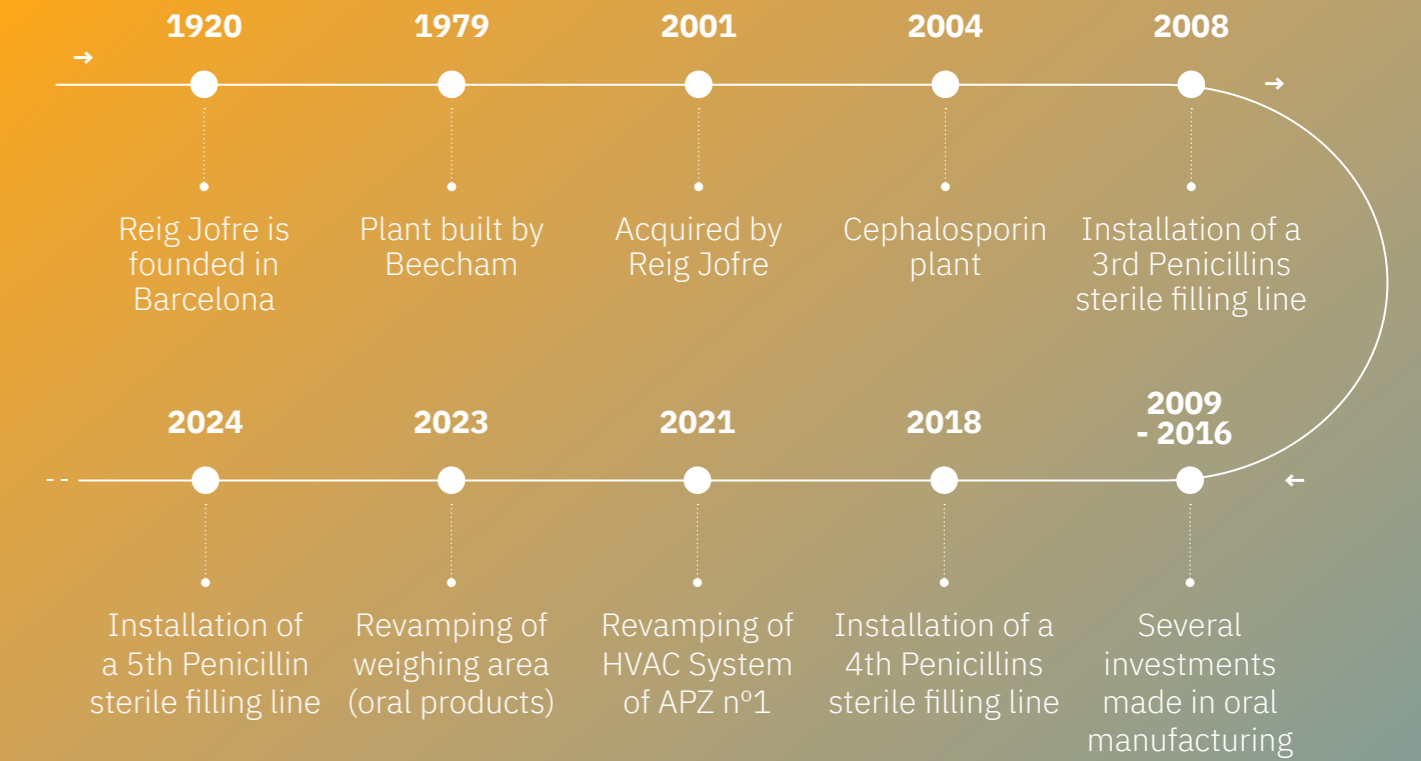 1920
Reig Jofre is
founded in
Barcelona
1979
Plant built by
Beecham
2001
Acquired by
Reig Jofre
2004
Cephalosporin
plant
2008
Installation of a
3rd Penicillins
sterile filling line
2009
- 2016
Several
investments
made in oral
manufacturing
2018
Installation of a
4th Penicillins
sterile filling line
2021
Revamping of
HVAC System
of APZ nº1
2023
Revamping of
weighing area
(oral products)
2024
Installation of
a 5th Penicillin
sterile filling line